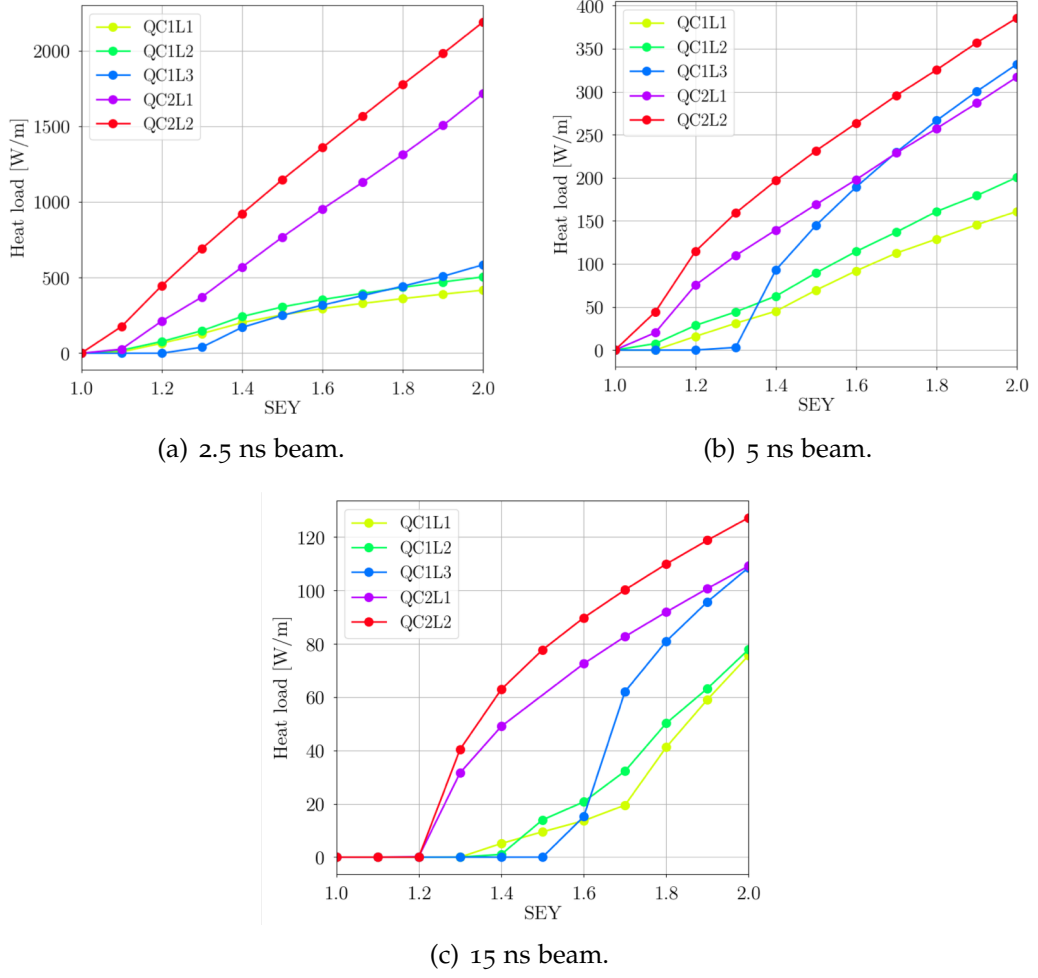 QC1L1
QC1L2
QC1L3
QC2L1
QC2L2
Heat load [W/m]
2000
1500
1000
500
0
1.0 1.2 1.4 1.6 1.8 2.0
SEY
(a) 2.5 ns beam.
QC1L1
QC1L2
QC1L3
QC2L1
QC2L2
Heat load [W/m]
400
350
300
250
200
150
100
50
0
1.0 1.2 1.4 1.6 1.8 2.0
SEY
(b) 5 ns beam.
QC1L1
QC1L2
QC1L3
QC2L1
QC2L2
Heat load [W/m]
120
100
80
60
40
20
0
1.0 1.2 1.4 1.6 1.8 2.0
SEY
(c) 15 ns beam.